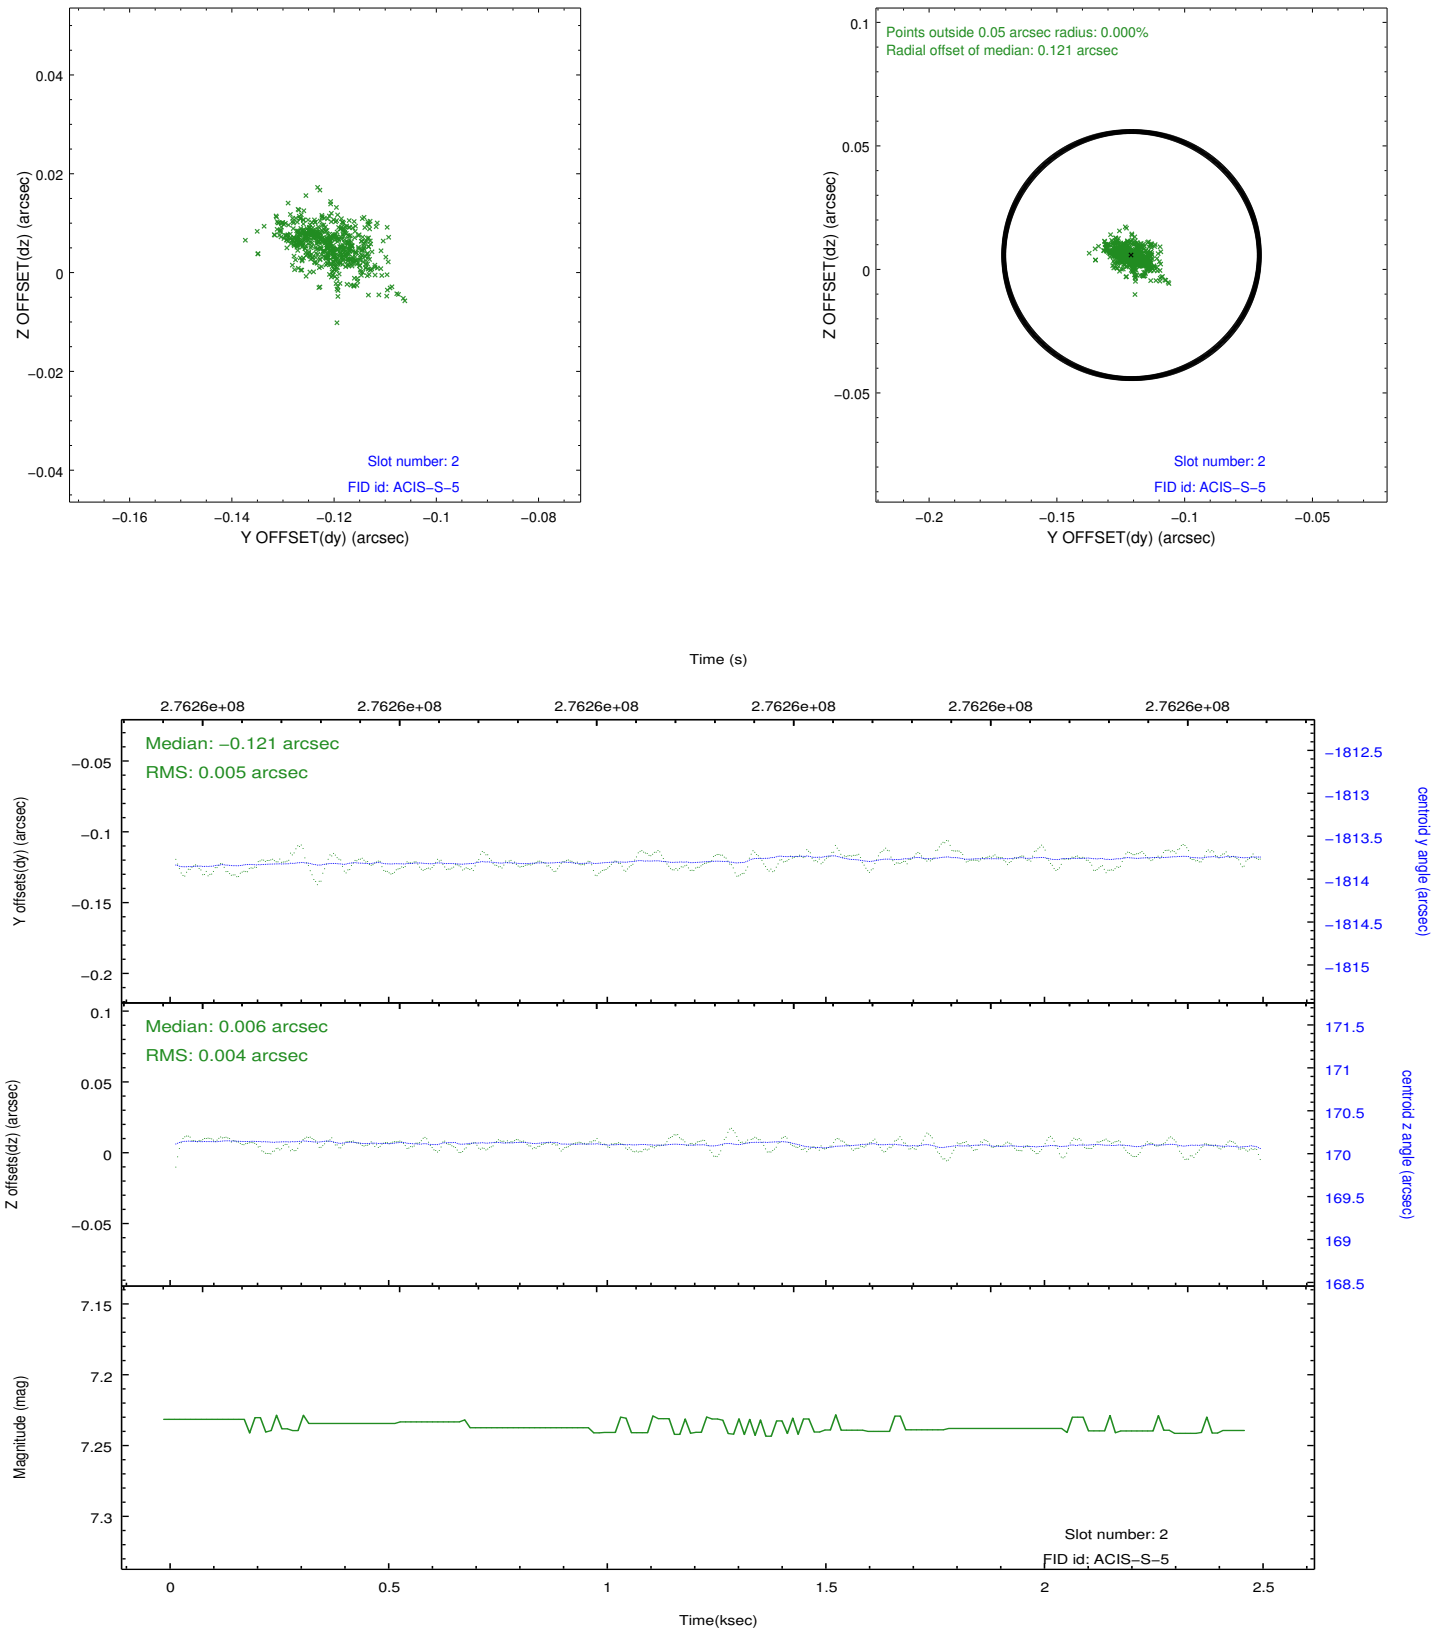 0.04
0.02
0
−0.02
−0.04
Z OFFSET(dz) (arcsec)
Slot number: 2
FID id: ACIS−S−5
−0.16
−0.14
−0.12
−0.1
−0.08
Y OFFSET(dy) (arcsec)
Points outside 0.05 arcsec radius: 0.000%
Radial offset of median: 0.121 arcsec
0.1
0.05
0
−0.05
Z OFFSET(dz) (arcsec)
Slot number: 2
FID id: ACIS−S−5
−0.2
−0.15
−0.1
−0.05
Y OFFSET(dy) (arcsec)
Time (s)
2.7626e+08
2.7626e+08
2.7626e+08
2.7626e+08
2.7626e+08
2.7626e+08
Median: −0.121 arcsec
RMS: 0.005 arcsec
−0.05
−0.1
−0.15
−0.2
Y offsets(dy) (arcsec)
−1812.5
−1813
−1813.5
−1814
−1814.5
−1815
centroid y angle (arcsec)
Median: 0.006 arcsec
RMS: 0.004 arcsec
0.1
0.05
0
−0.05
Z offsets(dz) (arcsec)
171.5
171
170.5
170
169.5
169
168.5
centroid z angle (arcsec)
7.15
7.2
7.25
7.3
Magnitude (mag)
Slot number: 2
FID id: ACIS−S−5
0
0.5
1
1.5
2
2.5
Time(ksec)